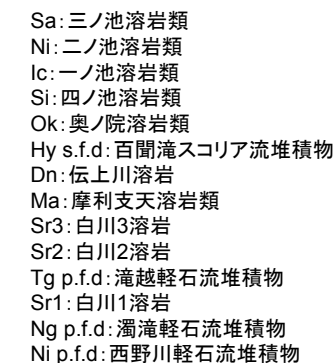 Sa:三ノ池溶岩類
Ni:二ノ池溶岩類
Ic:一ノ池溶岩類
Si:四ノ池溶岩類
Ok:奥ノ院溶岩類
Hy s.f.d:百間滝スコリア流堆積物
Dn:伝上川溶岩
Ma:摩利支天溶岩類
Sr3:白川3溶岩
Sr2:白川2溶岩
Tg p.f.d:滝越軽石流堆積物
Sr1:白川1溶岩
Ng p.f.d:濁滝軽石流堆積物
Ni p.f.d:西野川軽石流堆積物